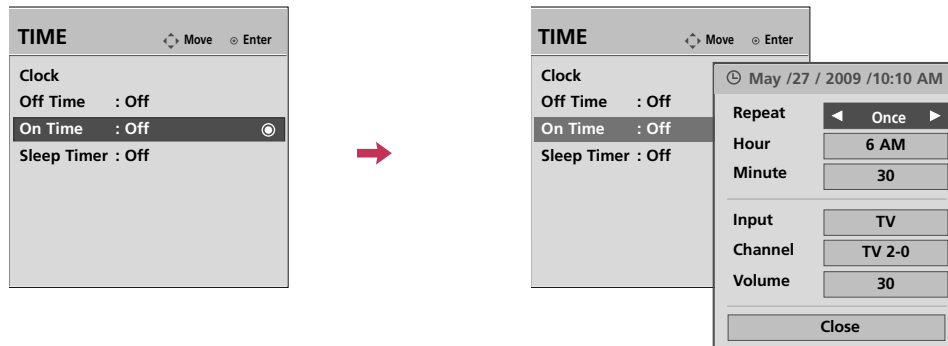 TIME Move Enter
Clock
Off Time : Off
On Time : Off
Sleep Timer : Off
TIME Move Enter
Clock
Off Time : Off
On Time : Off
Sleep Timer : Off
May /27 / 2009 /10:10 AM
Repeat ◀ Once ▶
Hour 6 AM
Minute 30
Input TV
Channel TV 2-0
Volume 30
Close